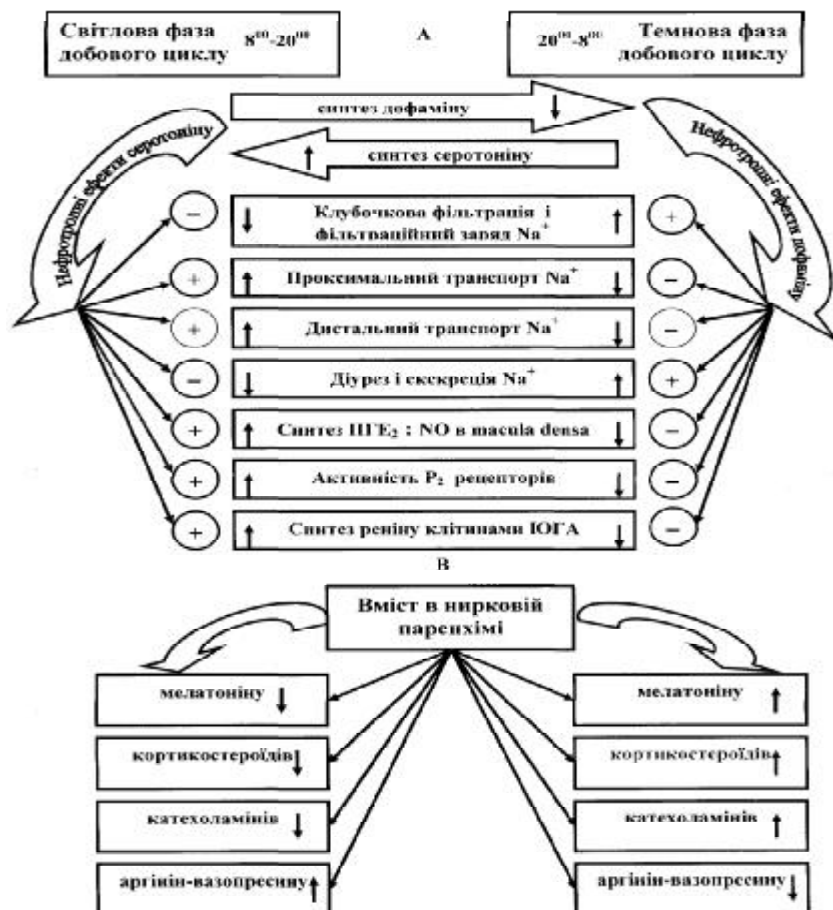 Світлова фаза
добового циклу
8⁰⁰-20⁰⁰
А
20⁰⁰-8⁰⁰
Темнова фаза
добового циклу
синтез дофаміну ↓
↑ синтез серотоніну
Нефротропні ефекти серотоніну
Нефротропні ефекти дофаміну
− ↓ Клубочкова фільтрація і ↑ +
фільтраційний заряд Na⁺
+ ↑ Проксимальний транспорт Na⁺ ↓ −
+ ↑ Дистальний транспорт Na⁺ ↓ −
− ↓ Діурез і екскреція Na⁺ ↑ +
+ ↑ Синтез ПГЕ₂ : NO в macula densa ↓ −
+ ↑ Активність P₂ рецепторів ↓ −
+ ↑ Синтез реніну клітинами ЮГА ↓ −
В
Вміст в нирковій
паренхімі
мелатоніну ↓
мелатоніну ↑
кортикостероїдів ↓
кортикостероїдів ↑
катехоламінів ↓
катехоламінів ↑
аргінін-вазопресину ↑
аргінін-вазопресину ↓